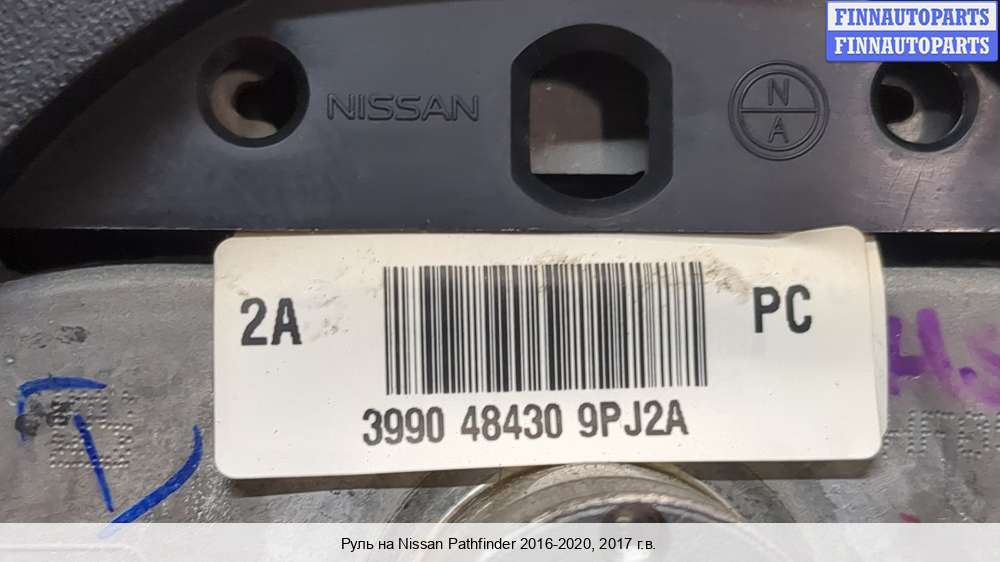 FINNAUTOPARTS
FINNAUTOPARTS
NISSAN
N
A
2A
PC
3990 48430 9PJ2A
Руль на Nissan Pathfinder 2016-2020, 2017 г.в.